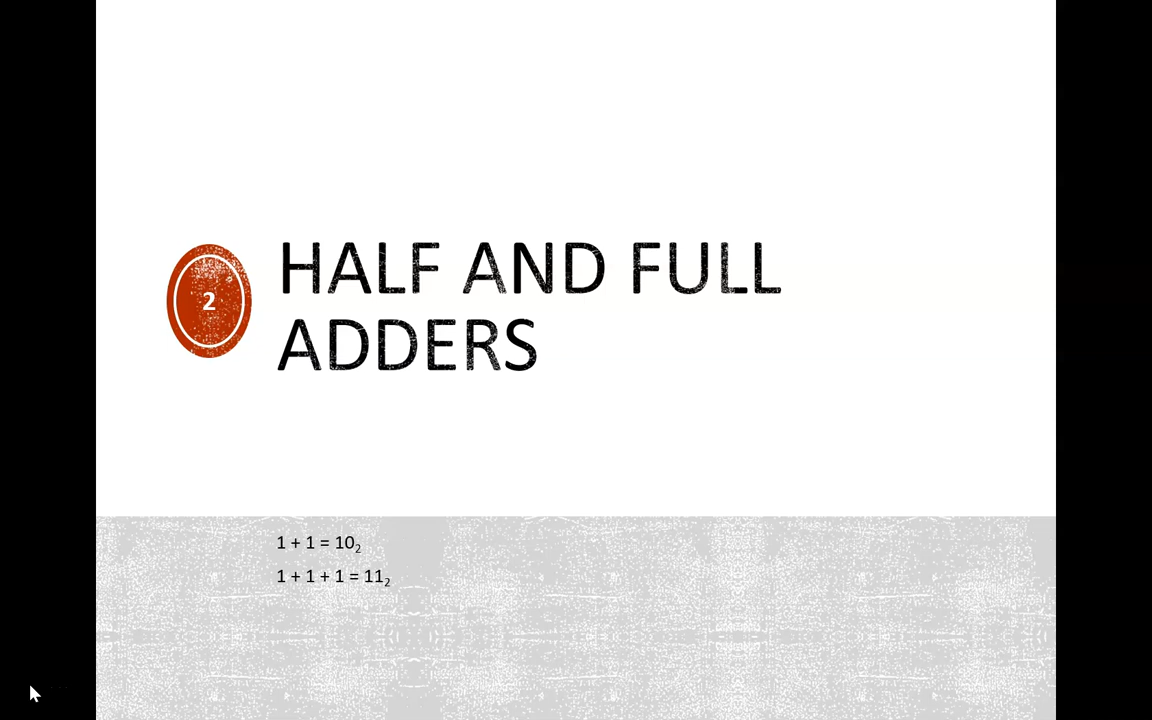 2
HALF AND FULL
ADDERS
1 + 1 = 10₂
1 + 1 + 1 = 11₂